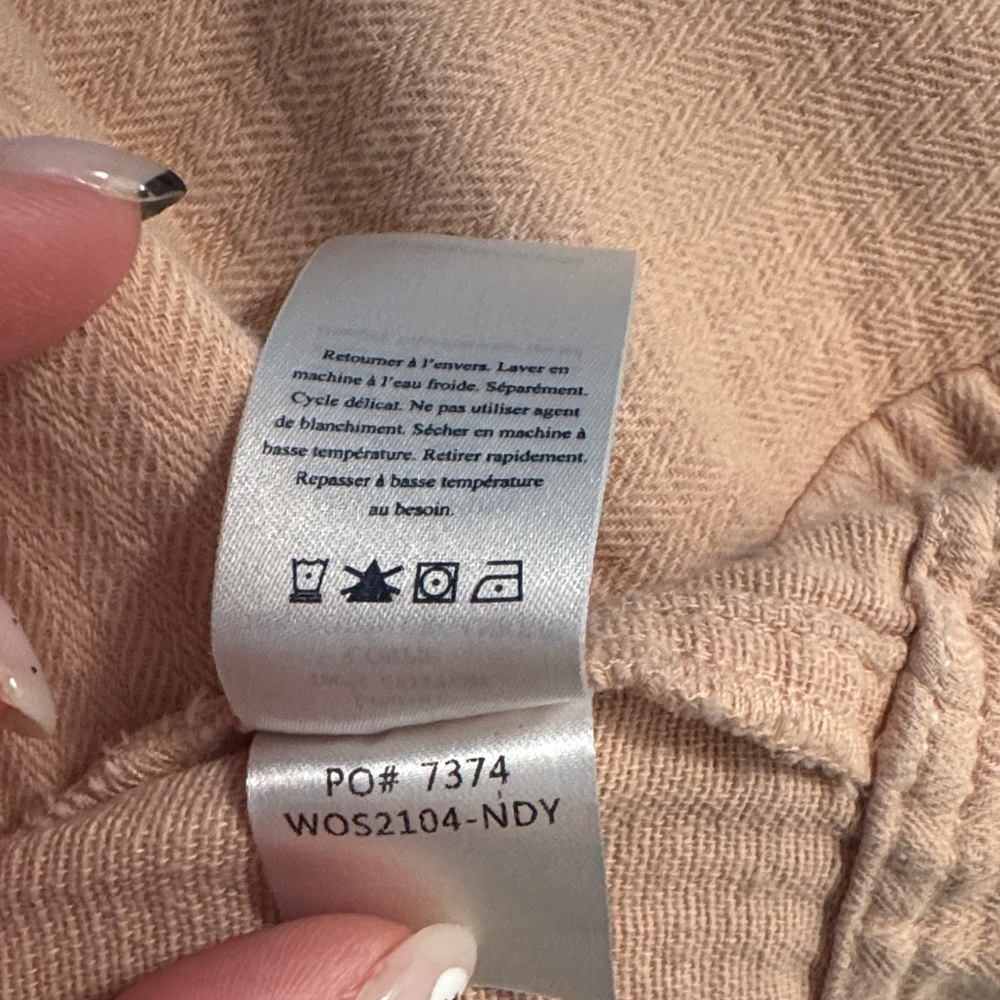 Retourner à l'envers. Laver en
machine à l'eau froide. Séparément.
Cycle délicat. Ne pas utiliser agent
de blanchiment. Sécher en machine à
basse température. Retirer rapidement.
Repasser à basse température
au besoin.
PO# 7374
WOS2104-NDY